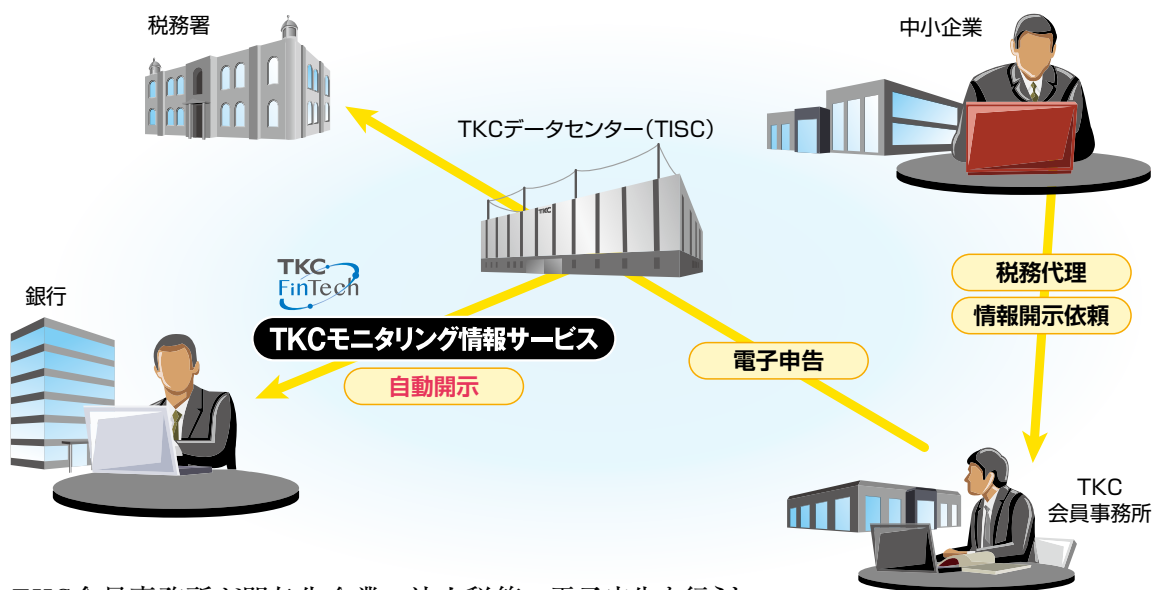 税務署
中小企業
TKCデータセンター(TISC)
TKC
TKC
FinTech
銀行
TKCモニタリング情報サービス
自動開示
電子申告
税務代理
情報開示依頼
TKC
会員事務所